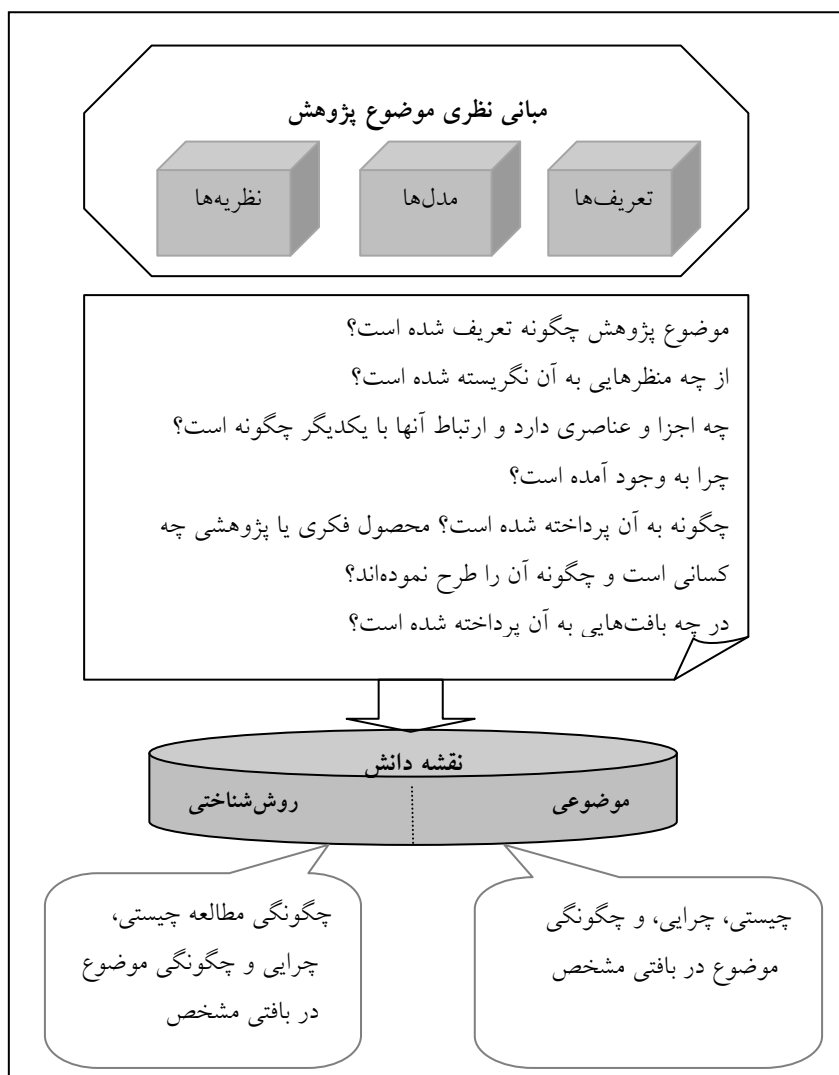 مبانی نظری موضوع پژوهش
تعریف‌ها
مدل‌ها
نظریه‌ها
موضوع پژوهش چگونه تعریف شده است؟
از چه منظرهایی به آن نگریسته شده است؟
چه اجزا و عناصری دارد و ارتباط آنها با یکدیگر چگونه است؟
چرا به وجود آمده است؟
چگونه به آن پرداخته شده است؟ محصول فکری یا پژوهشی چه
کسانی است و چگونه آن را طرح نموده‌اند؟
در چه بافت‌هایی به آن پرداخته شده است؟
نقشه دانش
موضوعی
روش‌شناختی
چیستی، چرایی، و چگونگی
موضوع در بافتی مشخص
چگونگی مطالعه چیستی،
چرایی و چگونگی موضوع
در بافتی مشخص